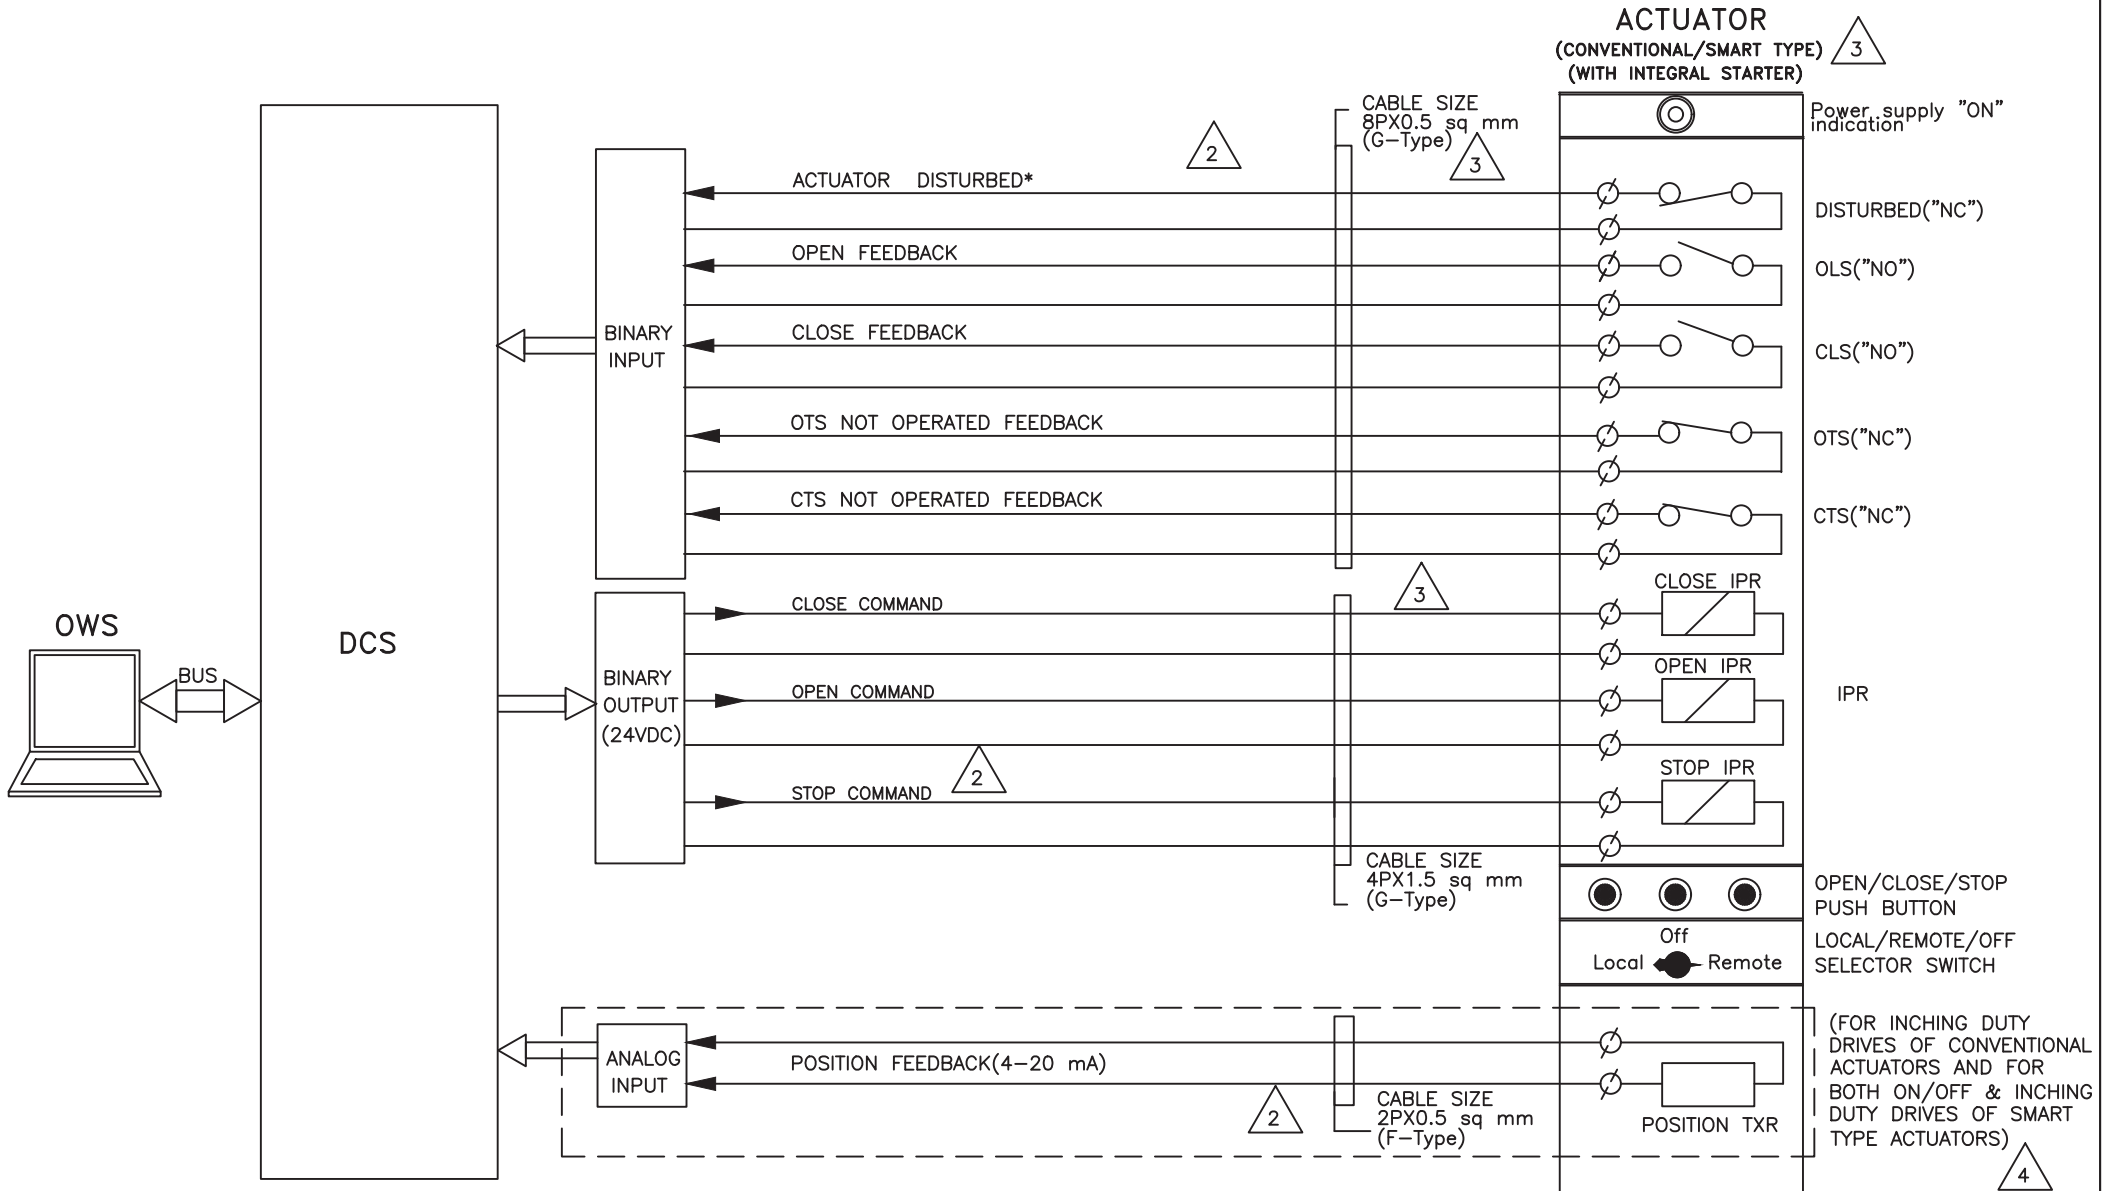 ACTUATOR
(CONVENTIONAL/SMART TYPE)
3
(WITH INTEGRAL STARTER)
Power supply "ON"
indication
CABLE SIZE
8PX0.5 sq mm
(G-Type)
2
3
ACTUATOR DISTURBED*
DISTURBED("NC")
OPEN FEEDBACK
OLS("NO")
BINARY
INPUT
CLOSE FEEDBACK
CLS("NO")
OTS NOT OPERATED FEEDBACK
OTS("NC")
CTS NOT OPERATED FEEDBACK
CTS("NC")
OWS
BUS
DCS
BINARY
OUTPUT
(24VDC)
3
CLOSE COMMAND
CLOSE IPR
OPEN COMMAND
OPEN IPR
IPR
2
STOP COMMAND
STOP IPR
CABLE SIZE
4PX1.5 sq mm
(G-Type)
OPEN/CLOSE/STOP
PUSH BUTTON
Off
Local Remote
LOCAL/REMOTE/OFF
SELECTOR SWITCH
ANALOG
INPUT
POSITION FEEDBACK(4-20 mA)
2
CABLE SIZE
2PX0.5 sq mm
(F-Type)
POSITION TXR
(FOR INCHING DUTY
DRIVES OF CONVENTIONAL
ACTUATORS AND FOR
BOTH ON/OFF & INCHING
DUTY DRIVES OF SMART
TYPE ACTUATORS)
4